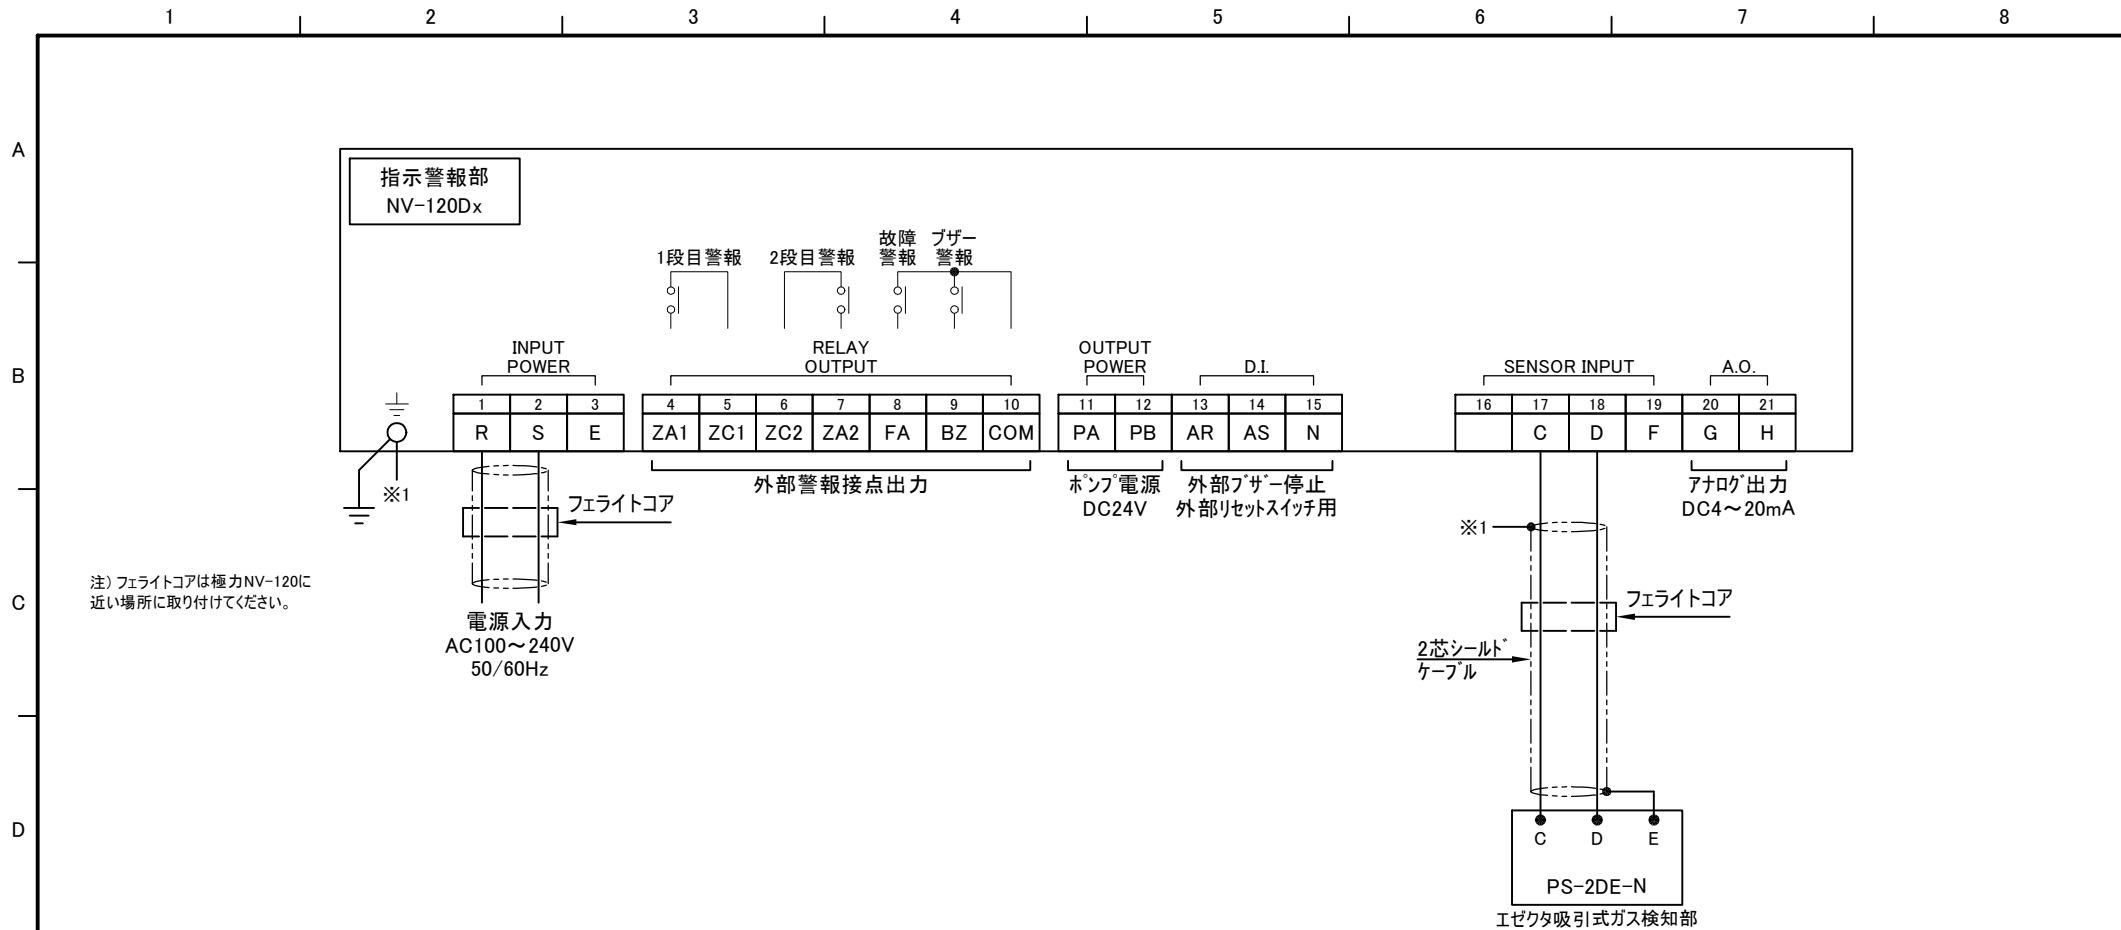 1 2 3 4 5 6 7 8
A
指示警報部
NV-120Dx
故障 ブザー
1段目警報 2段目警報 警報 警報
B
INPUT
POWER
RELAY
OUTPUT
OUTPUT
POWER
D.I.
SENSOR INPUT
A.O.
1 2 3 4 5 6 7 8 9 10 11 12 13 14 15 16 17 18 19 20 21
R S E ZA1 ZC1 ZC2 ZA2 FA BZ COM PA PB AR AS N C D F G H
※1
外部警報接点出力
ポンプ電源
DC24V
外部ブザー停止
外部リセットスイッチ用
アナログ出力
DC4～20mA
フェライトコア
※1
C
注）フェライトコアは極力NV-120に
近い場所に取り付けてください。
電源入力
AC100～240V
50/60Hz
フェライトコア
2芯シールド
ケーブル
D
C D E
PS-2DE-N
エゼクタ吸引式ガス検知部